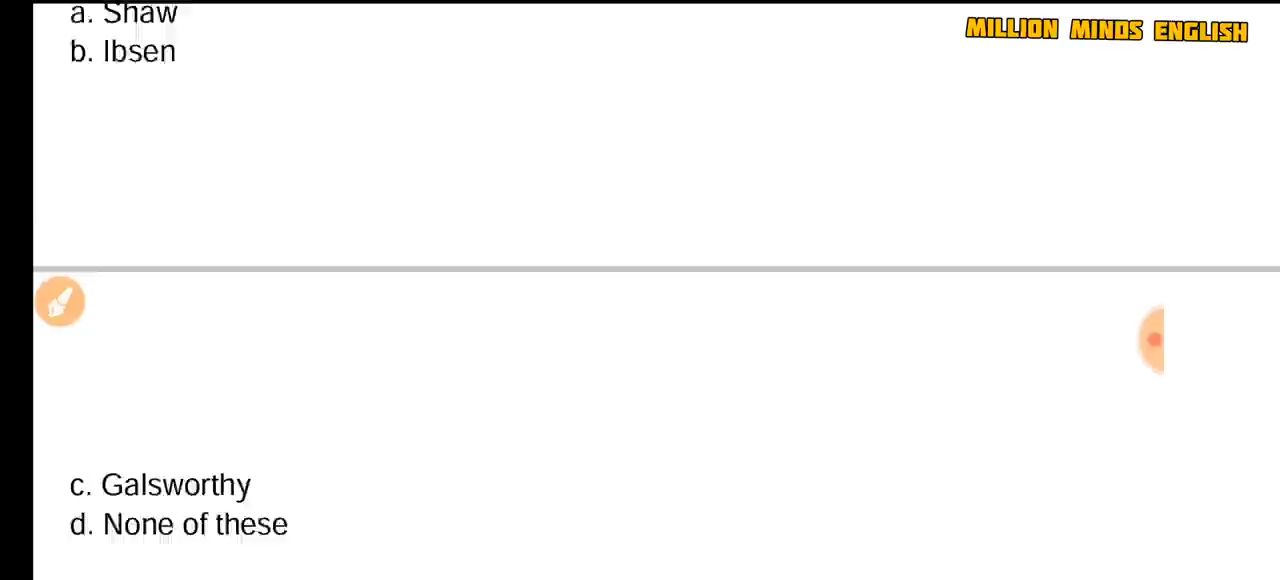 a. Shaw
MILLION MINDS ENGLISH
b. Ibsen
c. Galsworthy
d. None of these